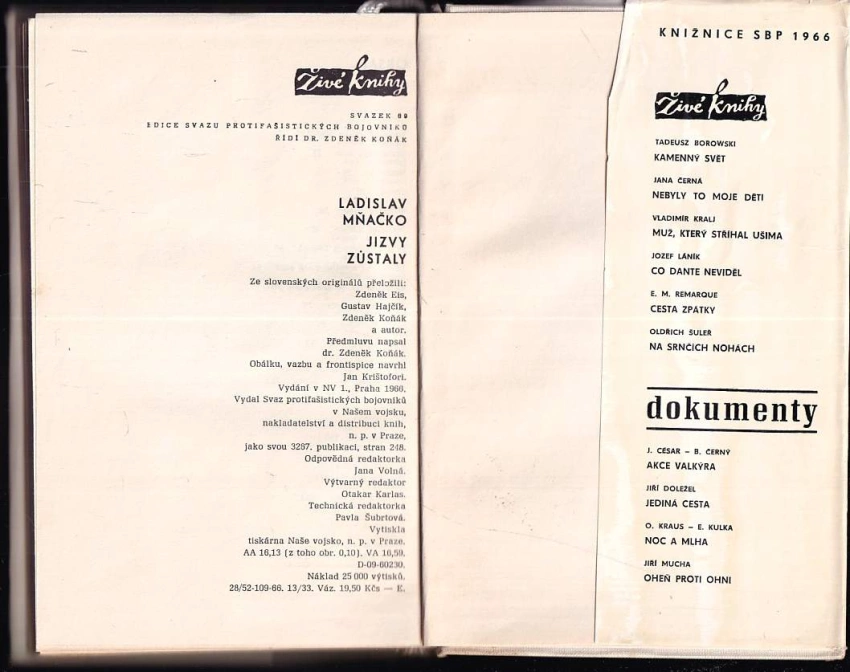 Živé knihy
SVAZEK
EDICE SVAZU PROTIFAŠISTICKÝCH BOJOVNÍKŮ
ŘÍDÍ DR. ZDENĚK KOŇÁK
LADISLAV
MŇAČKO
JIZVY
ZŮSTALY
Ze slovenských originálů přeložili:
Zdeněk Eis,
Gustav Hajčík,
Zdeněk Koňák
a autor.
Předmluvu napsal
dr. Zdeněk Koňák.
Obálku, vazbu a frontispice navrhl
Jan Krištofori.
Vydání v NV 1., Praha 1966.
Vydal Svaz protifašistických bojovníků
v Našem vojsku,
nakladatelství a distribuci knih,
n. p. v Praze,
jako svou 3287. publikaci, stran 248.
Odpovědná redaktorka
Jana Volná.
Výtvarný redaktor
Otakar Karlas.
Technická redaktorka
Pavla Šubrtová.
Vytiskla
tiskárna Naše vojsko, n. p. v Praze.
AA 16,13 (z toho obr. 0,10). VA 16,59.
D-09-60230.
Náklad 25 000 výtisků.
28/52-109-66. 13/33. Váz. 19,50 Kčs — E.
KNIŽNICE SBP 1966
Živé knihy
TADEUSZ BOROWSKI
KAMENNÝ SVĚT
JANA ČERNÁ
NEBYLY TO MOJE DĚTI
VLADIMÍR KRALJ
MUŽ, KTERÝ STŘÍHAL UŠIMA
JOZEF LÁNIK
CO DANTE NEVIDĚL
E. M. REMARQUE
CESTA ZPÁTKY
OLDŘICH ŠULEŘ
NA SRNČÍCH NOHÁCH
dokumenty
J. CÉSAR – B. ČERNÝ
AKCE VALKÝRA
JIŘÍ DOLEŽEL
JEDINÁ CESTA
O. KRAUS – E. KULKA
NOC A MLHA
JIŘÍ MUCHA
OHEŇ PROTI OHNI